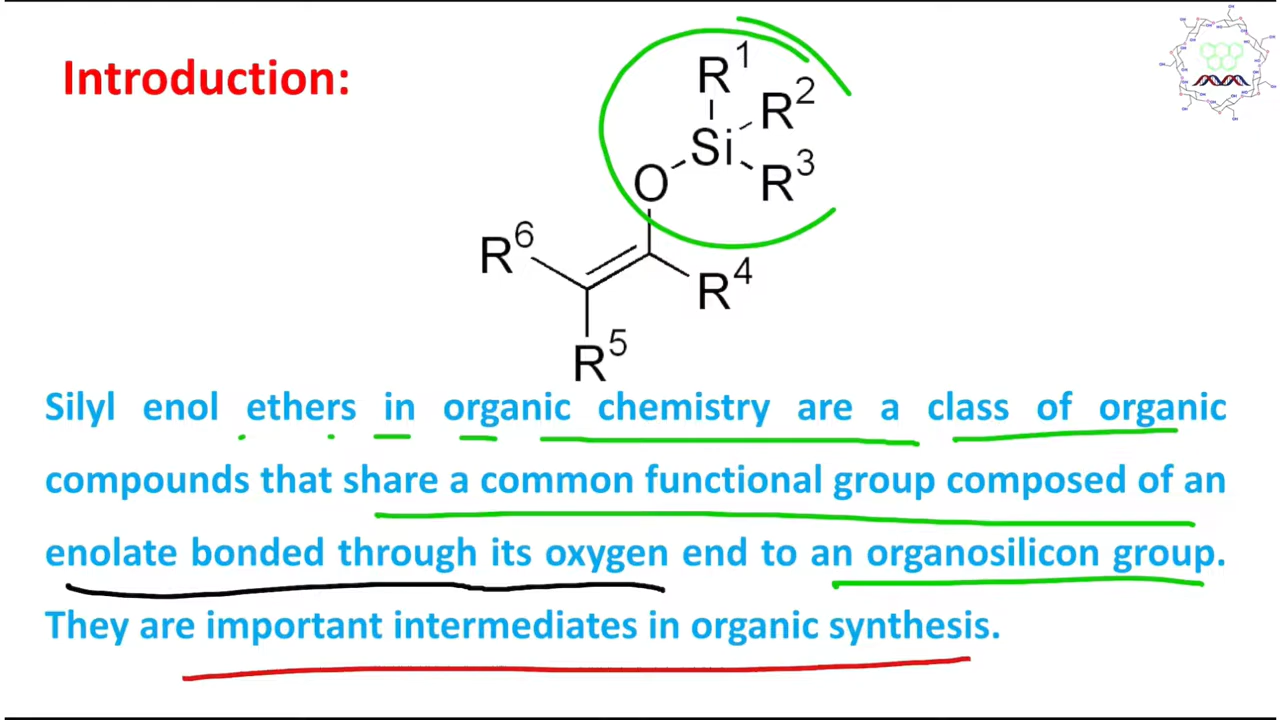 Introduction:
R1
R2
Si
R3
O
R6
R4
R5
Silyl enol ethers in organic chemistry are a class of organic
compounds that share a common functional group composed of an
enolate bonded through its oxygen end to an organosilicon group.
They are important intermediates in organic synthesis.